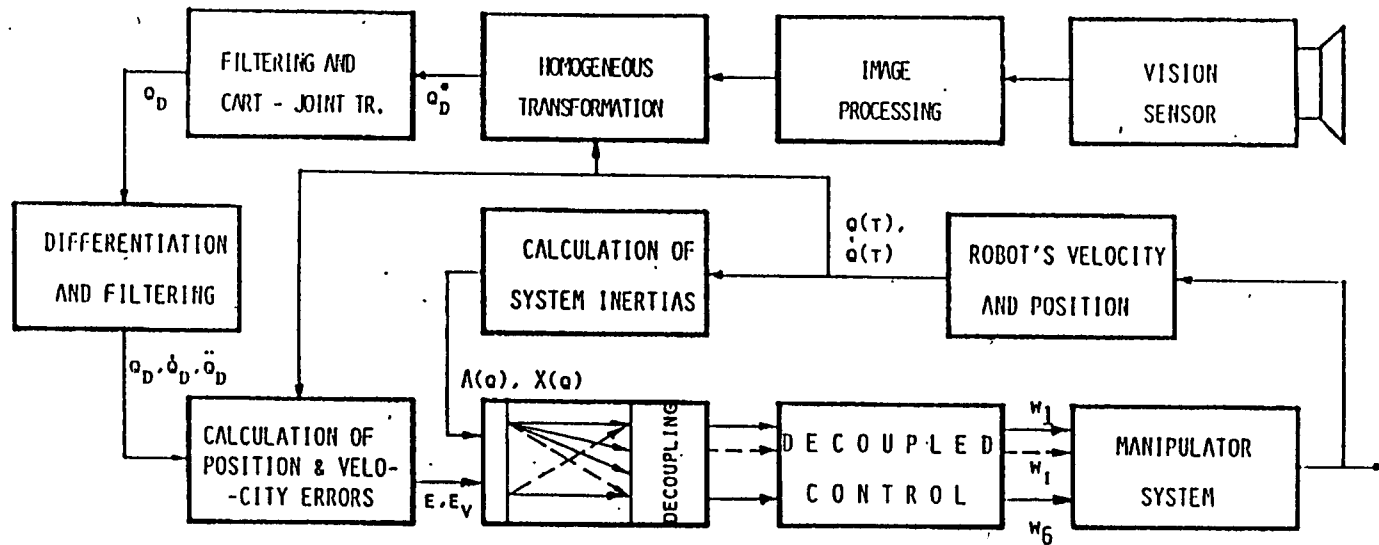 FILTERING AND
CART - JOINT TR.
HOMOGENEOUS
TRANSFORMATION
IMAGE
PROCESSING
VISION
SENSOR
Q_D
Q_D^*
DIFFERENTIATION
AND FILTERING
CALCULATION OF
SYSTEM INERTIAS
Q(T),
Q̇(T)
ROBOT'S VELOCITY
AND POSITION
Q_D, Q̇_D, Q̈_D
Λ(Q), X(Q)
CALCULATION OF
POSITION & VELO-
-CITY ERRORS
E, E_V
DECOUPLING
DECOUPLED
CONTROL
W_1
W_I
W_6
MANIPULATOR
SYSTEM